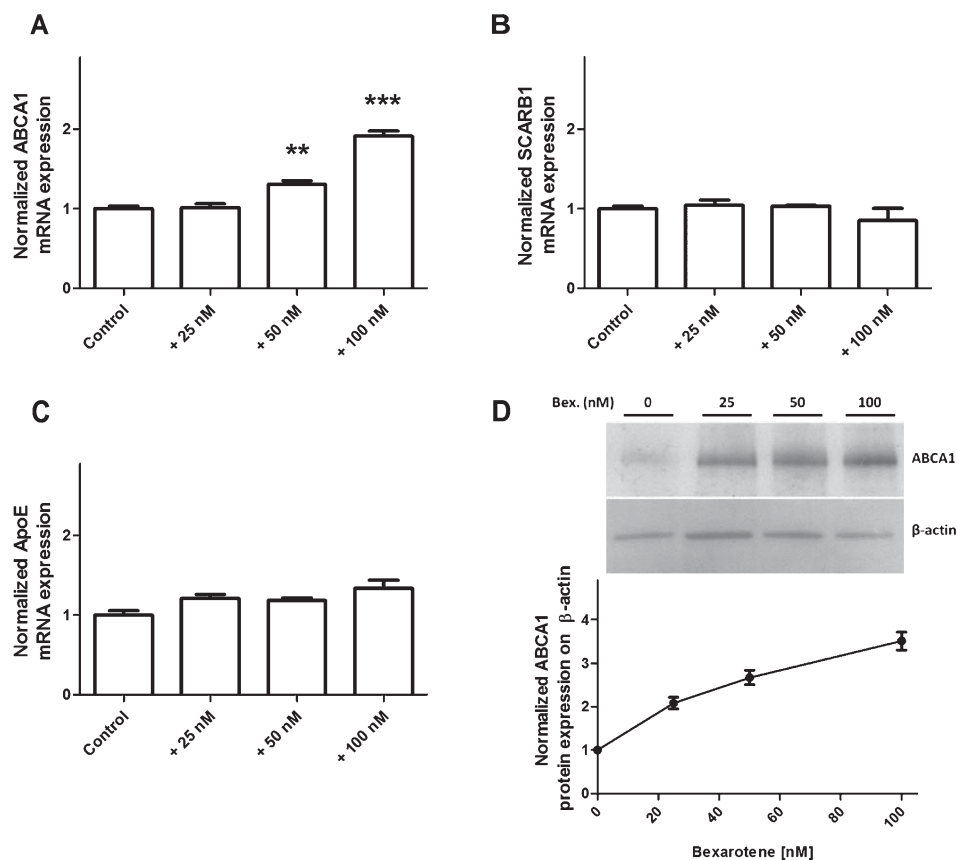 A
Normalized ABCA1
mRNA expression
2
1
0
**
***
Control
+ 25 nM
+ 50 nM
+ 100 nM
B
Normalized SCARB1
mRNA expression
2
1
0
Control
+ 25 nM
+ 50 nM
+ 100 nM
C
Normalized ApoE
mRNA expression
2
1
0
Control
+ 25 nM
+ 50 nM
+ 100 nM
D
Bex. (nM) 0 25 50 100
ABCA1
β-actin
Normalized ABCA1
protein expression on β-actin
4
3
2
1
0
0 20 40 60 80 100
Bexarotene [nM]